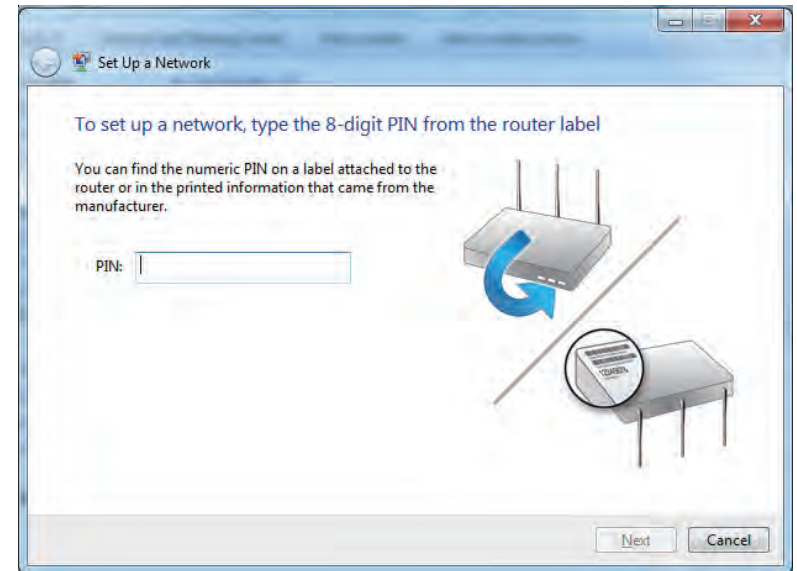 Set Up a Network
To set up a network, type the 8-digit PIN from the router label
You can find the numeric PIN on a label attached to the
router or in the printed information that came from the
manufacturer.
PIN:
Next
Cancel